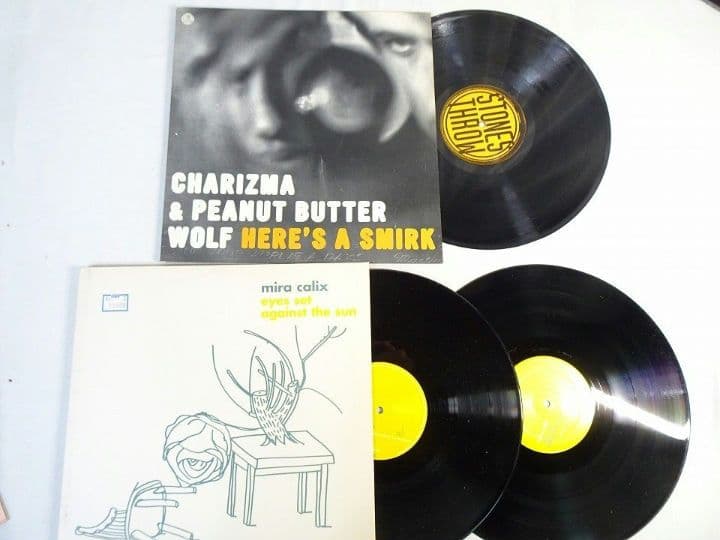 CHARIZMA
& PEANUT BUTTER
WOLF HERE'S A SMIRK
STONES
THROW
mira calix
eyes set
against the sun